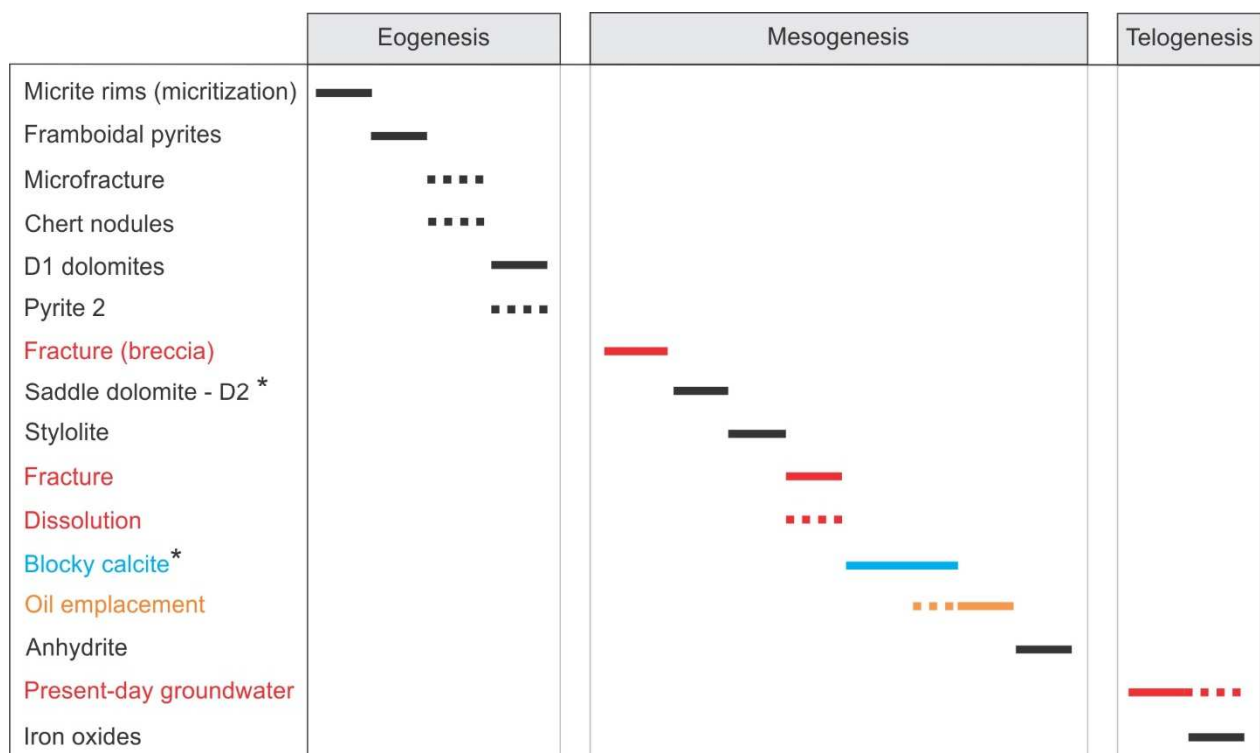 Eogenesis
Mesogenesis
Telogenesis
Micrite rims (micritization)
Framboidal pyrites
Microfracture
Chert nodules
D1 dolomites
Pyrite 2
Fracture (breccia)
Saddle dolomite - D2 *
Stylolite
Fracture
Dissolution
Blocky calcite*
Oil emplacement
Anhydrite
Present-day groundwater
Iron oxides